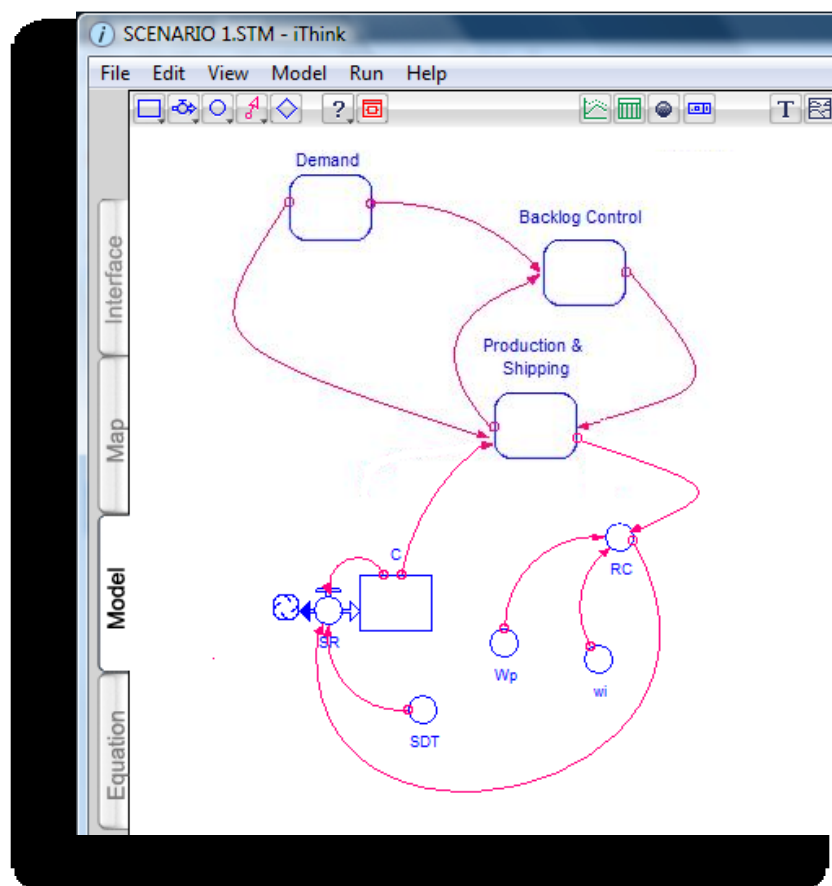 SCENARIO 1.STM - iThink
File Edit View Model Run Help
? T
Interface
Map
Model
Equation
Demand
Backlog Control
Production &
Shipping
C
RC
SR
Wp
wi
SDT